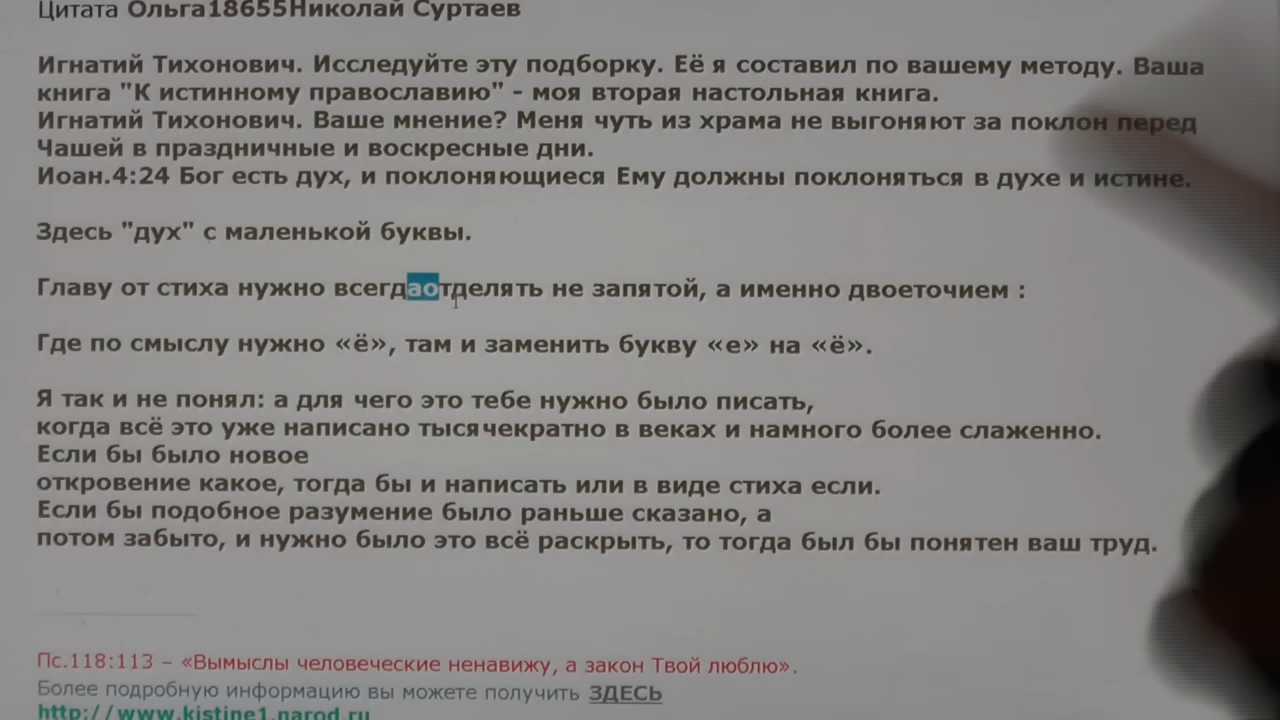 Цитата Ольга18655Николай Суртаев
Игнатий Тихонович. Исследуйте эту подборку. Её я составил по вашему методу. Ваша
книга "К истинному православию" - моя вторая настольная книга.
Игнатий Тихонович. Ваше мнение? Меня чуть из храма не выгоняют за поклон перед
Чашей в праздничные и воскресные дни.
Иоан.4:24 Бог есть дух, и поклоняющиеся Ему должны поклоняться в духе и истине.
Здесь "дух" с маленькой буквы.
Главу от стиха нужно всегдаотделять не запятой, а именно двоеточием :
Где по смыслу нужно «ё», там и заменить букву «е» на «ё».
Я так и не понял: а для чего это тебе нужно было писать,
когда всё это уже написано тысячекратно в веках и намного более слаженно.
Если бы было новое
откровение какое, тогда бы и написать или в виде стиха если.
Если бы подобное разумение было раньше сказано, а
потом забыто, и нужно было это всё раскрыть, то тогда был бы понятен ваш труд.
Пс.118:113 – «Вымыслы человеческие ненавижу, а закон Твой люблю».
Более подробную информацию вы можете получить ЗДЕСЬ
http://www.kistine1.narod.ru